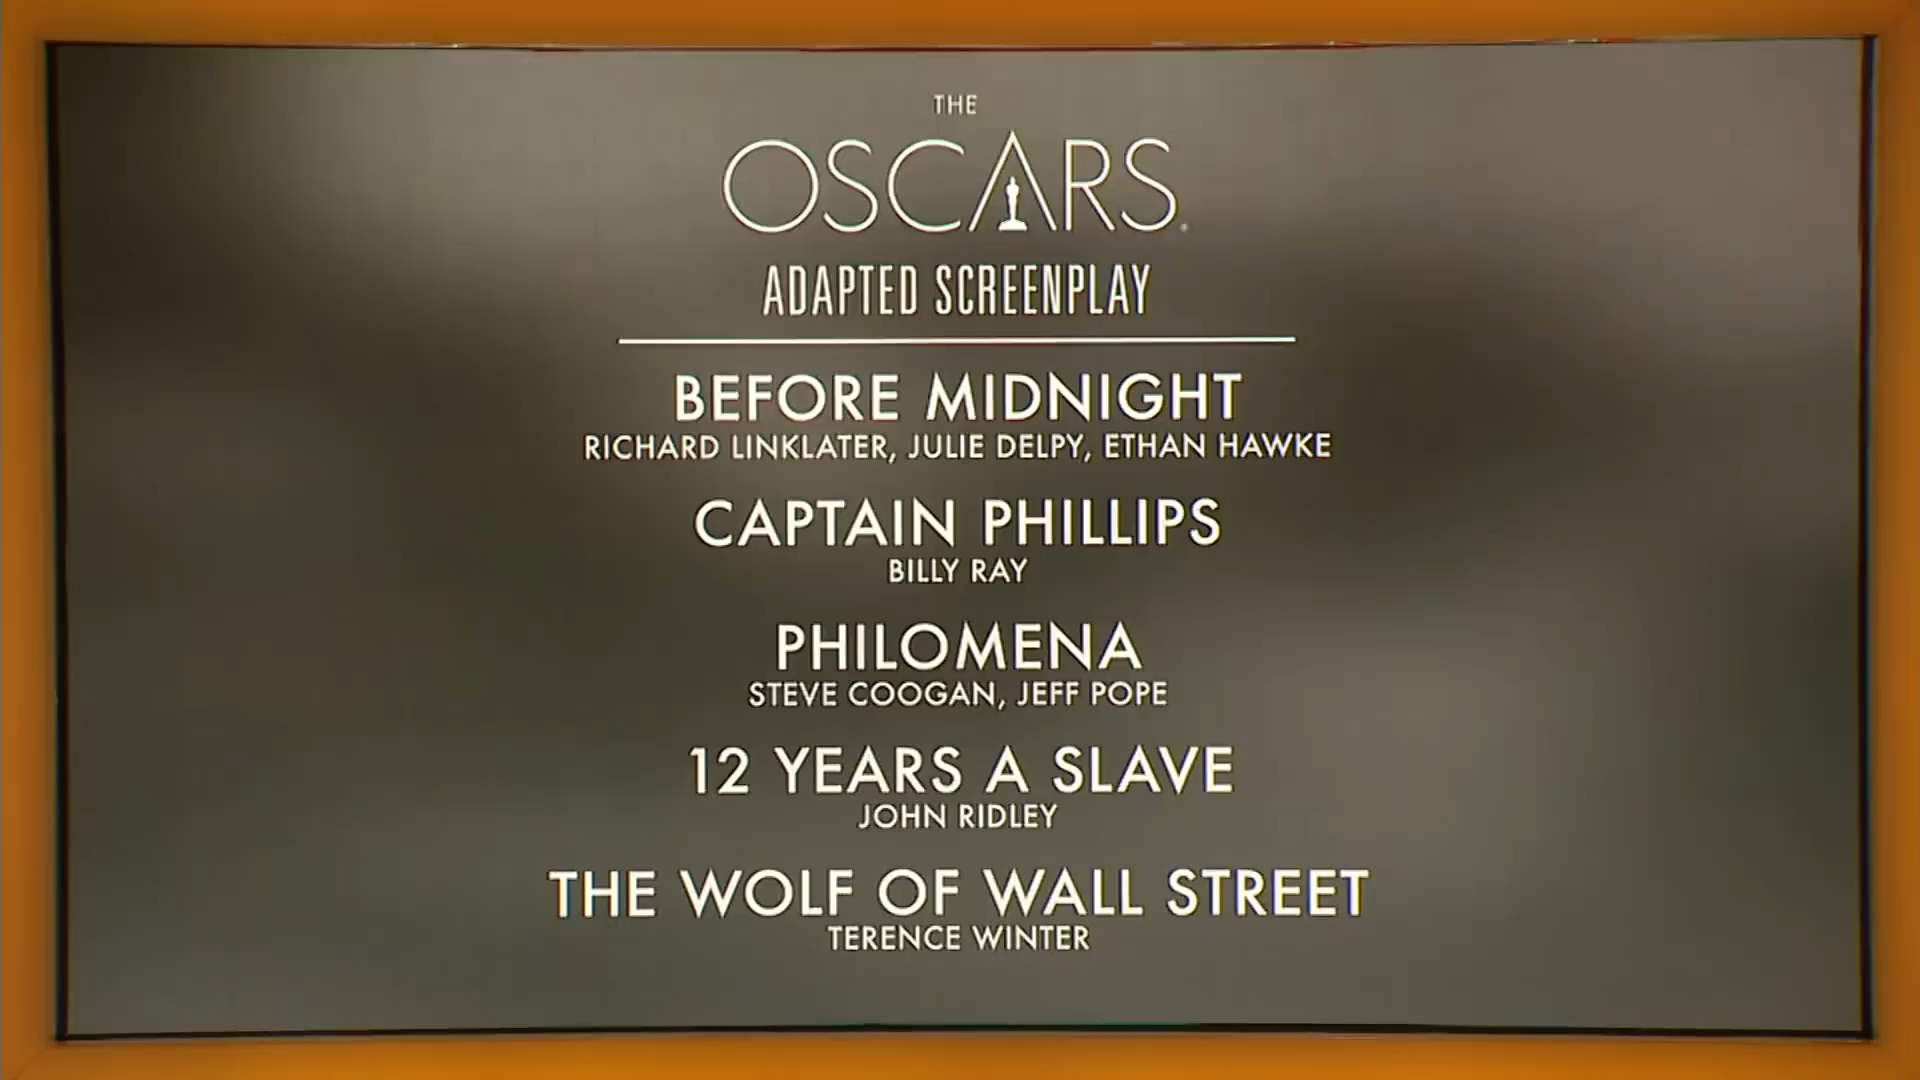 THE
OSCARS
ADAPTED SCREENPLAY
BEFORE MIDNIGHT
RICHARD LINKLATER, JULIE DELPY, ETHAN HAWKE
CAPTAIN PHILLIPS
BILLY RAY
PHILOMENA
STEVE COOGAN, JEFF POPE
12 YEARS A SLAVE
JOHN RIDLEY
THE WOLF OF WALL STREET
TERENCE WINTER